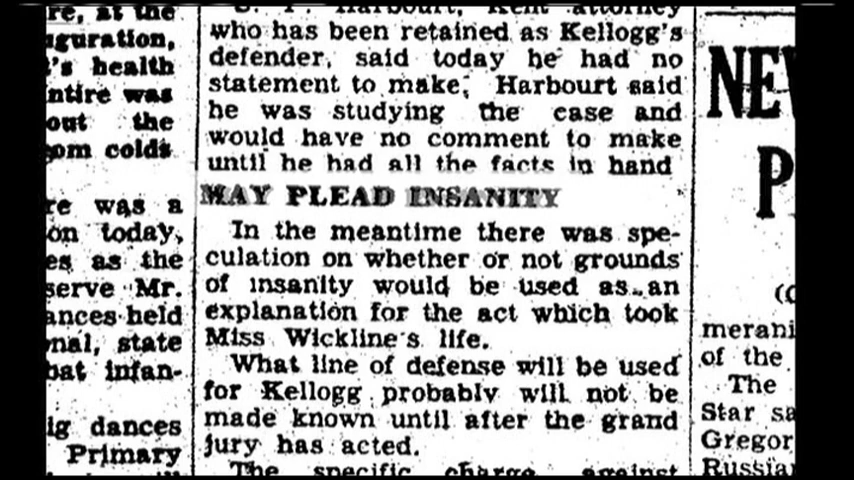 re, at the
guration,
's health
ntire was
out the
om colds
re was a
on today,
es as the
serve Mr.
ances held
nal, state
bat infan-
ig dances
Primary
Harbourt, Kent attorney
who has been retained as Kellogg's
defender, said today he had no
statement to make. Harbourt said
he was studying the case and
would have no comment to make
until he had all the facts in hand
MAY PLEAD INSANITY
In the meantime there was spe-
culation on whether or not grounds
of insanity would be used as an
explanation for the act which took
Miss Wickline's life.
What line of defense will be used
for Kellogg probably will not be
made known until after the grand
jury has acted.
The specific charge against
NEV
P
(C
merani
of the
The
Star sa
Gregor
Russian